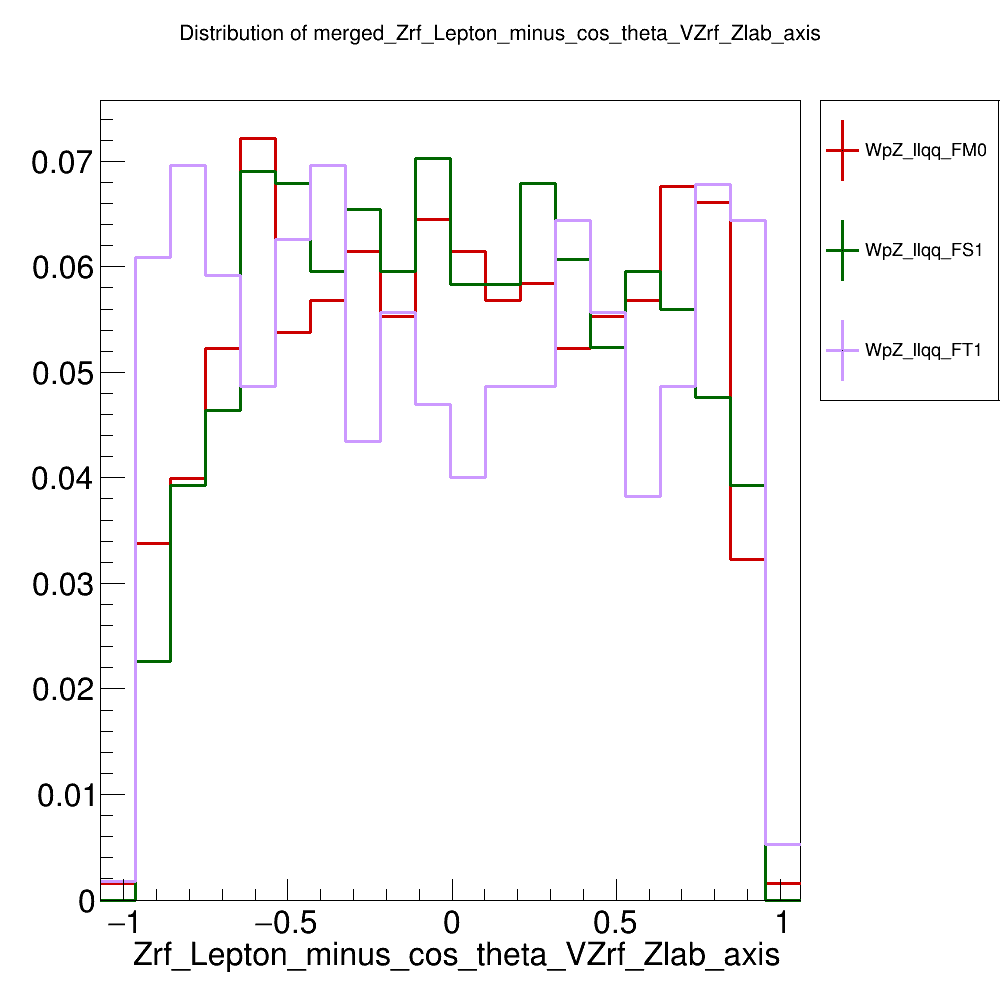 Distribution of merged_Zrf_Lepton_minus_cos_theta_VZrf_Zlab_axis
WpZ_llqq_FM0
WpZ_llqq_FS1
WpZ_llqq_FT1
0.07
0.06
0.05
0.04
0.03
0.02
0.01
0
−1 −0.5 0 0.5 1
Zrf_Lepton_minus_cos_theta_VZrf_Zlab_axis